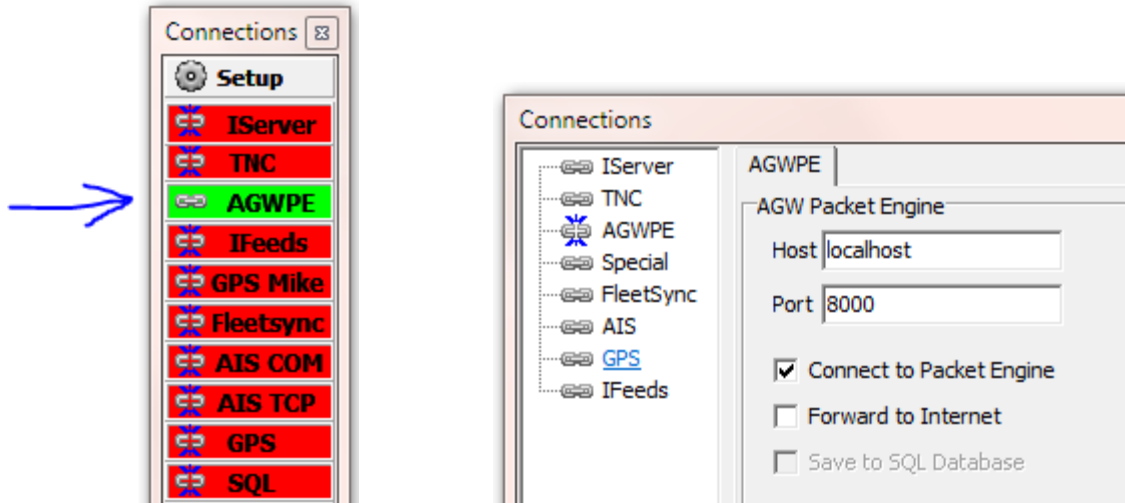 Connections
Setup
IServer
TNC
AGWPE
IFeeds
GPS Mike
Fleetsync
AIS COM
AIS TCP
GPS
SQL
Connections
IServer
TNC
AGWPE
Special
FleetSync
AIS
GPS
IFeeds
AGWPE
AGW Packet Engine
Host localhost
Port 8000
Connect to Packet Engine
Forward to Internet
Save to SQL Database